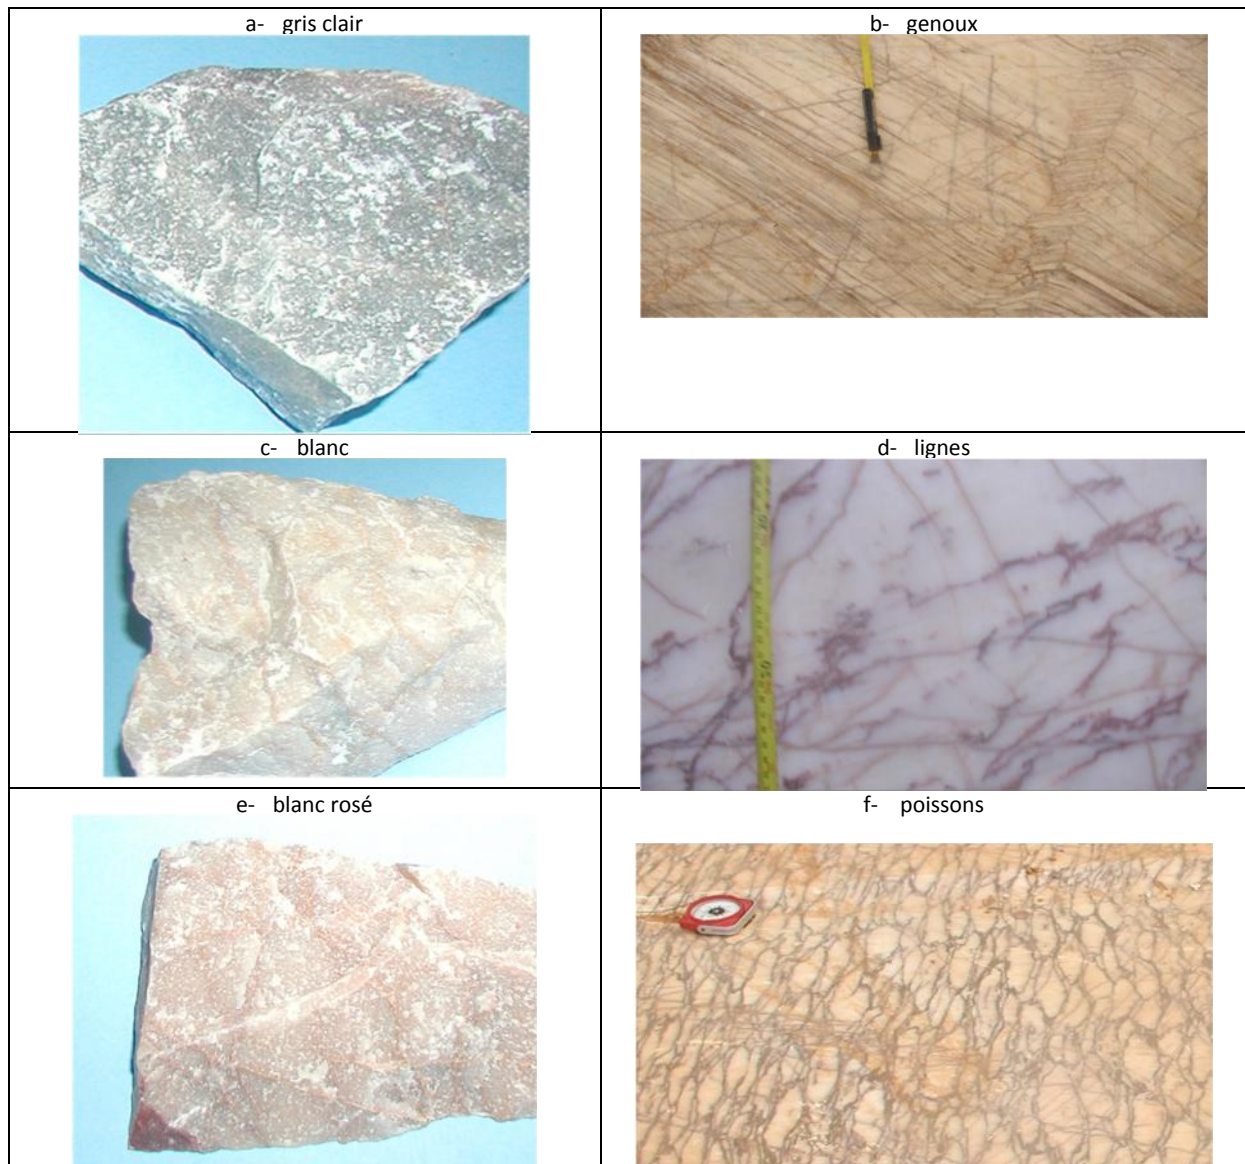 a- gris clair
b- genoux
c- blanc
d- lignes
e- blanc rosé
f- poissons